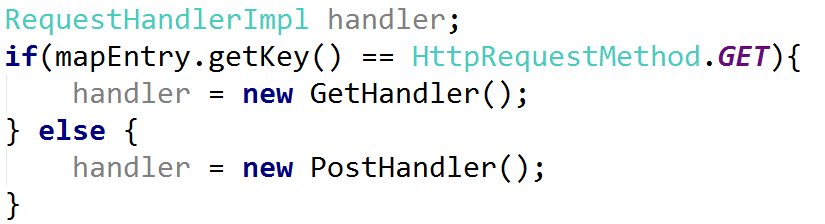 RequestHandlerImpl handler;
if(mapEntry.getKey() == HttpRequestMethod.GET){
    handler = new GetHandler();
} else {
    handler = new PostHandler();
}